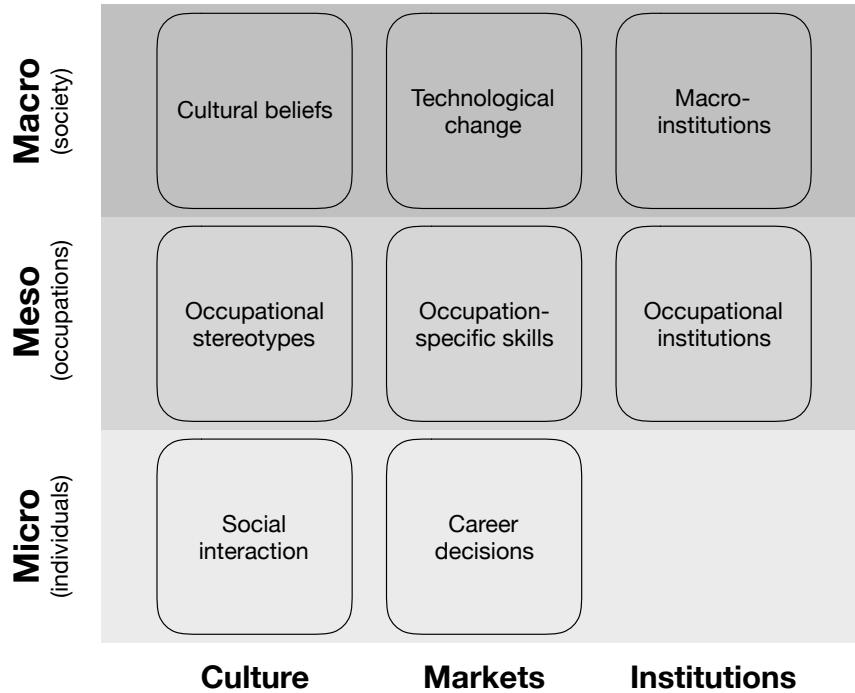 Macro
(society)
Cultural beliefs
Technological
change
Macro-
institutions
Meso
(occupations)
Occupational
stereotypes
Occupation-
specific skills
Occupational
institutions
Micro
(individuals)
Social
interaction
Career
decisions
Culture
Markets
Institutions